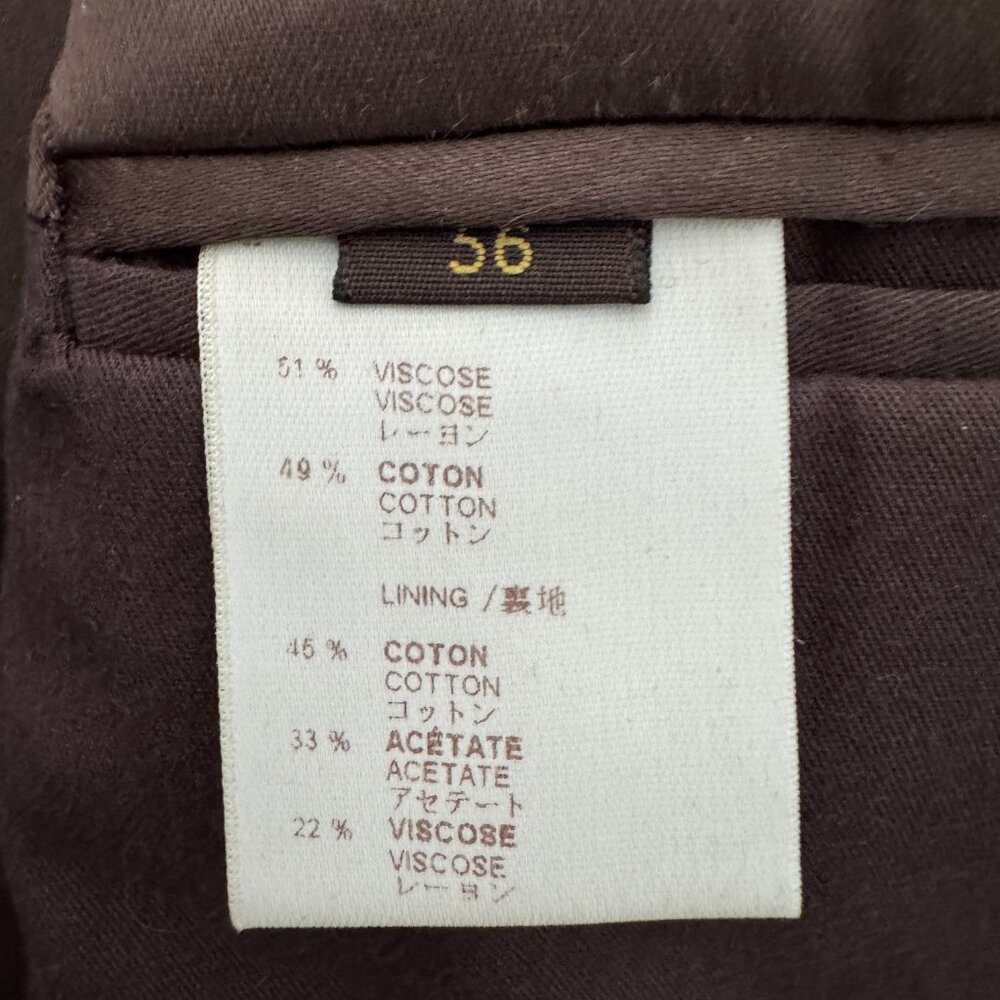 56
51 % VISCOSE
VISCOSE
レーヨン
49 % COTON
COTTON
コットン
LINING / 裏地
45 % COTON
COTTON
コットン
33 % ACÉTATE
ACETATE
アセテート
22 % VISCOSE
VISCOSE
レーヨン